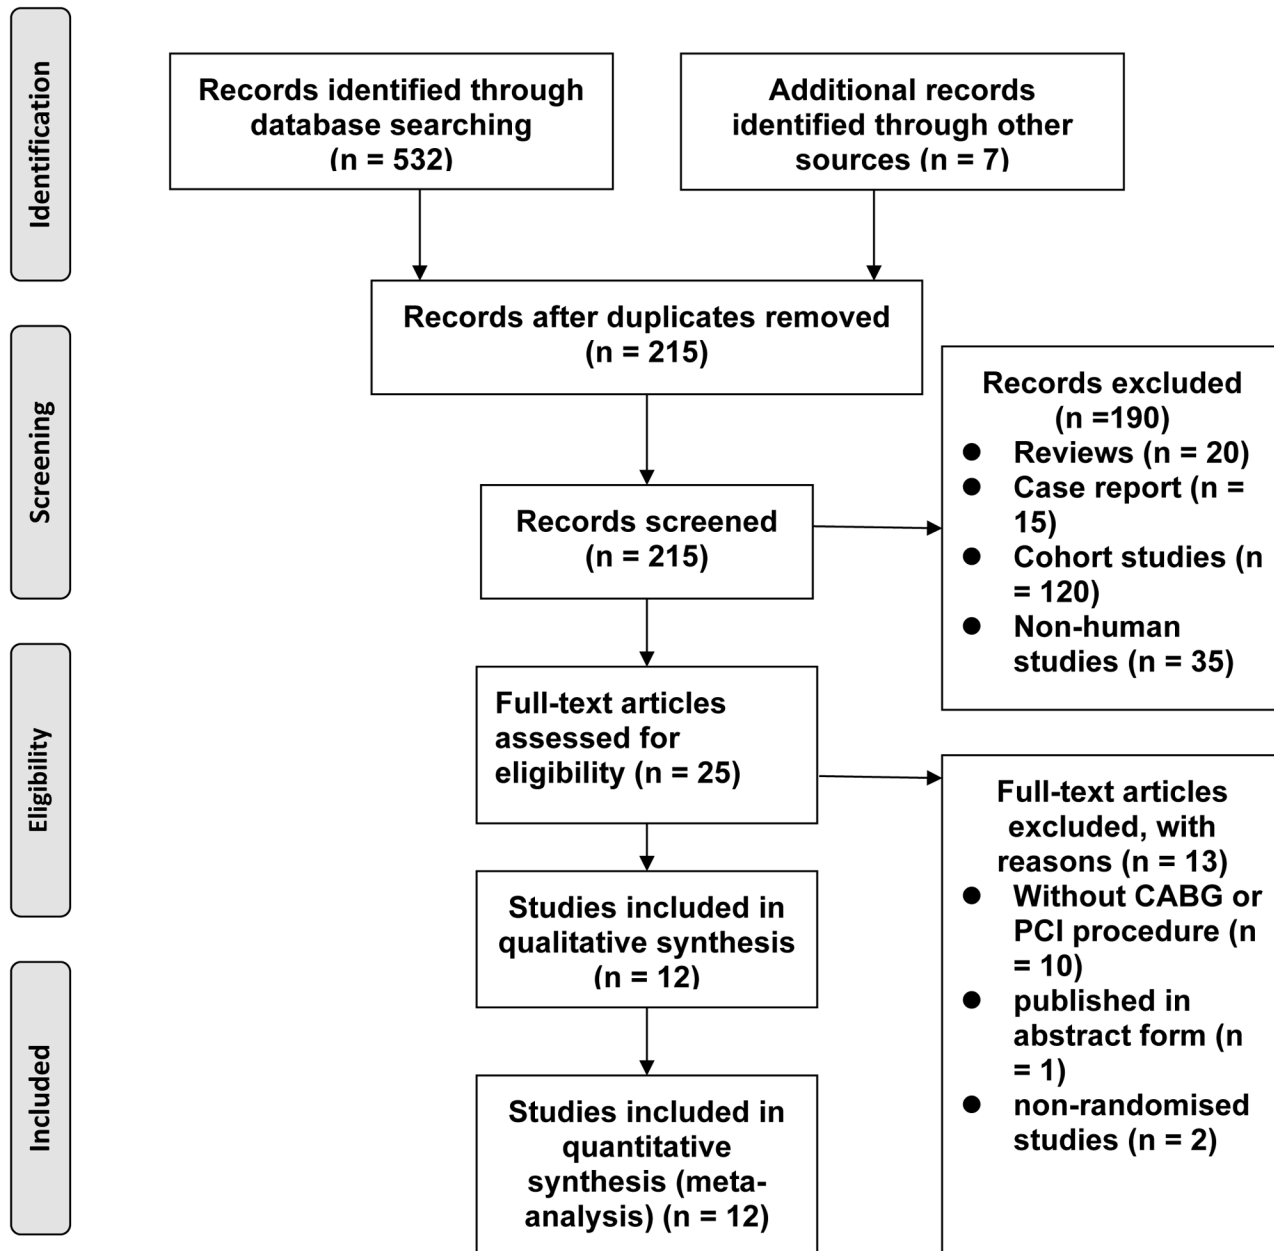 Identification
Records identified through
database searching
(n = 532)
Additional records
identified through other
sources (n = 7)
Records after duplicates removed
(n = 215)
Screening
Records screened
(n = 215)
Records excluded
(n =190)
● Reviews (n = 20)
● Case report (n =
15)
● Cohort studies (n
= 120)
● Non-human
studies (n = 35)
Eligibility
Full-text articles
assessed for
eligibility (n = 25)
Full-text articles
excluded, with
reasons (n = 13)
● Without CABG or
PCI procedure (n
= 10)
● published in
abstract form (n
= 1)
● non-randomised
studies (n = 2)
Studies included in
qualitative synthesis
(n = 12)
Included
Studies included in
quantitative
synthesis (meta-
analysis) (n = 12)